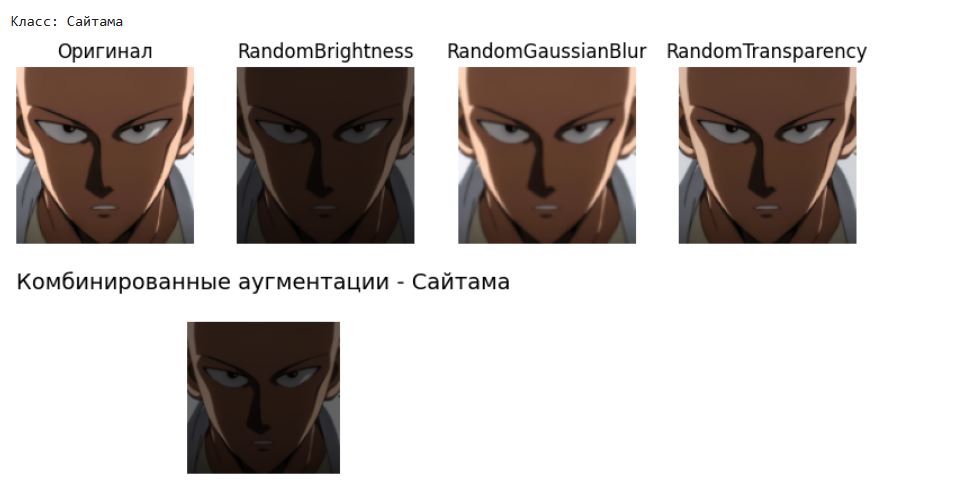 Класс: Сайтама
Оригинал RandomBrightness RandomGaussianBlur RandomTransparency
Комбинированные аугментации - Сайтама